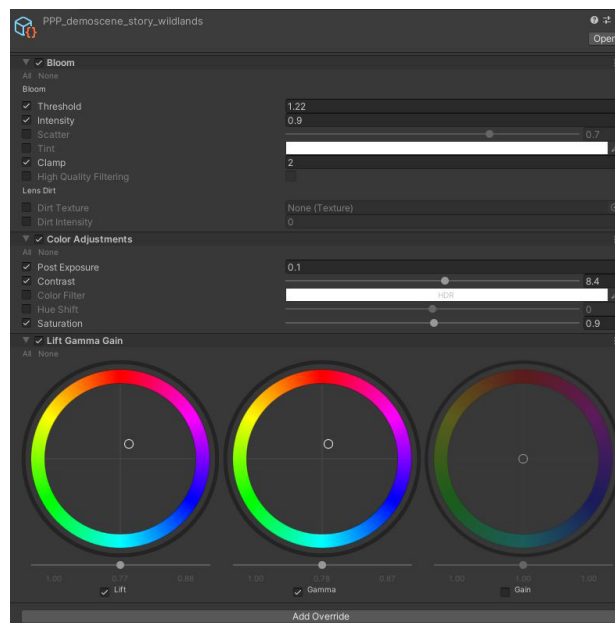 PPP_demoscene_story_wildlands
Open
Bloom
All None
Bloom
Threshold 1.22
Intensity 0.9
Scatter 0.7
Tint
Clamp 2
High Quality Filtering
Lens Dirt
Dirt Texture None (Texture)
Dirt Intensity 0
Color Adjustments
All None
Post Exposure 0.1
Contrast 8.4
Color Filter HDR
Hue Shift 0
Saturation 0.9
Lift Gamma Gain
All None
1.00 0.77 0.88 1.00 0.78 0.87 1.00 1.00 1.00
Lift Gamma Gain
Add Override